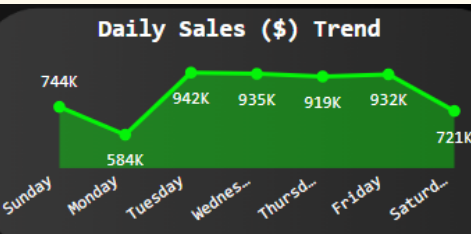 Daily Sales ($) Trend
744K
584K
942K
935K
919K
932K
721K
Sunday
Monday
Tuesday
Wednes...
Thursd...
Friday
Saturd...